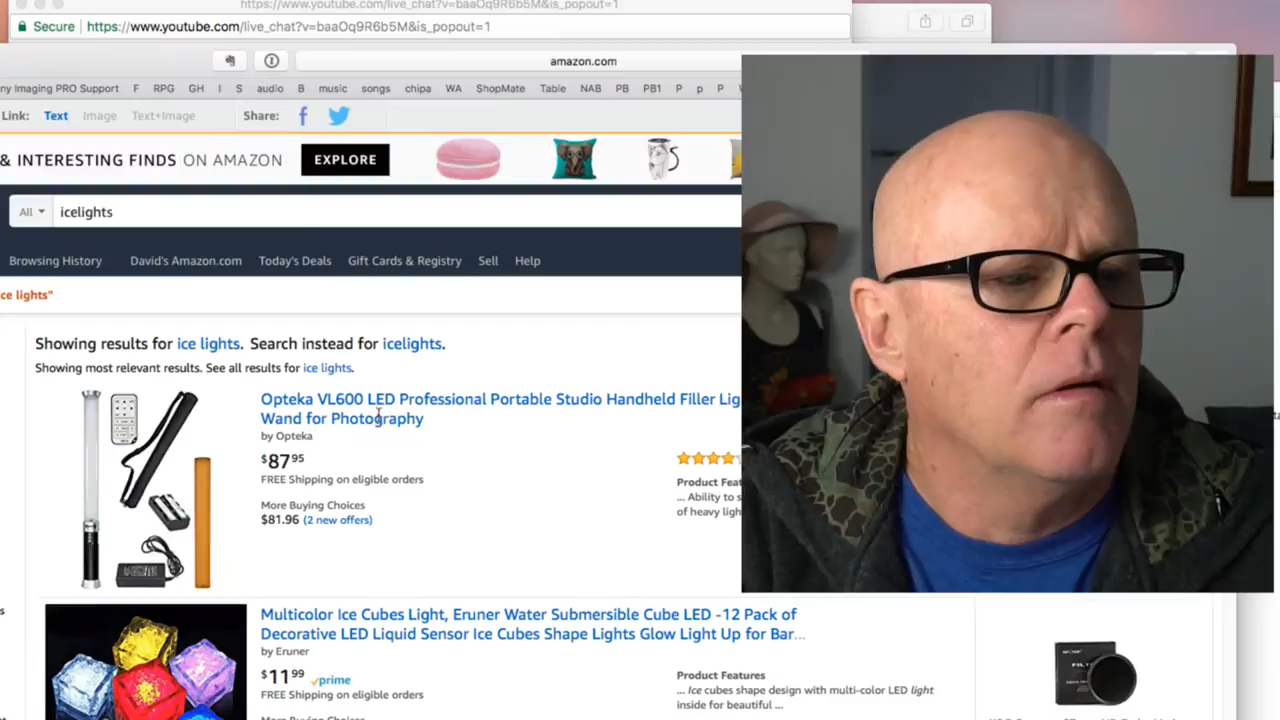 https://www.youtube.com/live_chat?v=baaOq9R6b5M&is_popout=1
Secure https://www.youtube.com/live_chat?v=baaOq9R6b5M&is_popout=1
amazon.com
ny Imaging PRO Support F RPG GH I S audio B music songs chipa WA ShopMate Table NAB PB PB1 P p P
Link: Text Image Text+Image Share:
& INTERESTING FINDS ON AMAZON EXPLORE
All icelights
Browsing History David's Amazon.com Today's Deals Gift Cards & Registry Sell Help
ce lights"
Showing results for ice lights. Search instead for icelights.
Showing most relevant results. See all results for ice lights.
Opteka VL600 LED Professional Portable Studio Handheld Filler Lig
Wand for Photography
by Opteka
$87 95
FREE Shipping on eligible orders
More Buying Choices
$81.96 (2 new offers)
Product Feat
... Ability to s
of heavy ligh
Multicolor Ice Cubes Light, Eruner Water Submersible Cube LED -12 Pack of
Decorative LED Liquid Sensor Ice Cubes Shape Lights Glow Light Up for Bar...
by Eruner
$11 99 prime
FREE Shipping on eligible orders
More Buying Choices
Product Features
... Ice cubes shape design with multi-color LED light
inside for beautiful ...